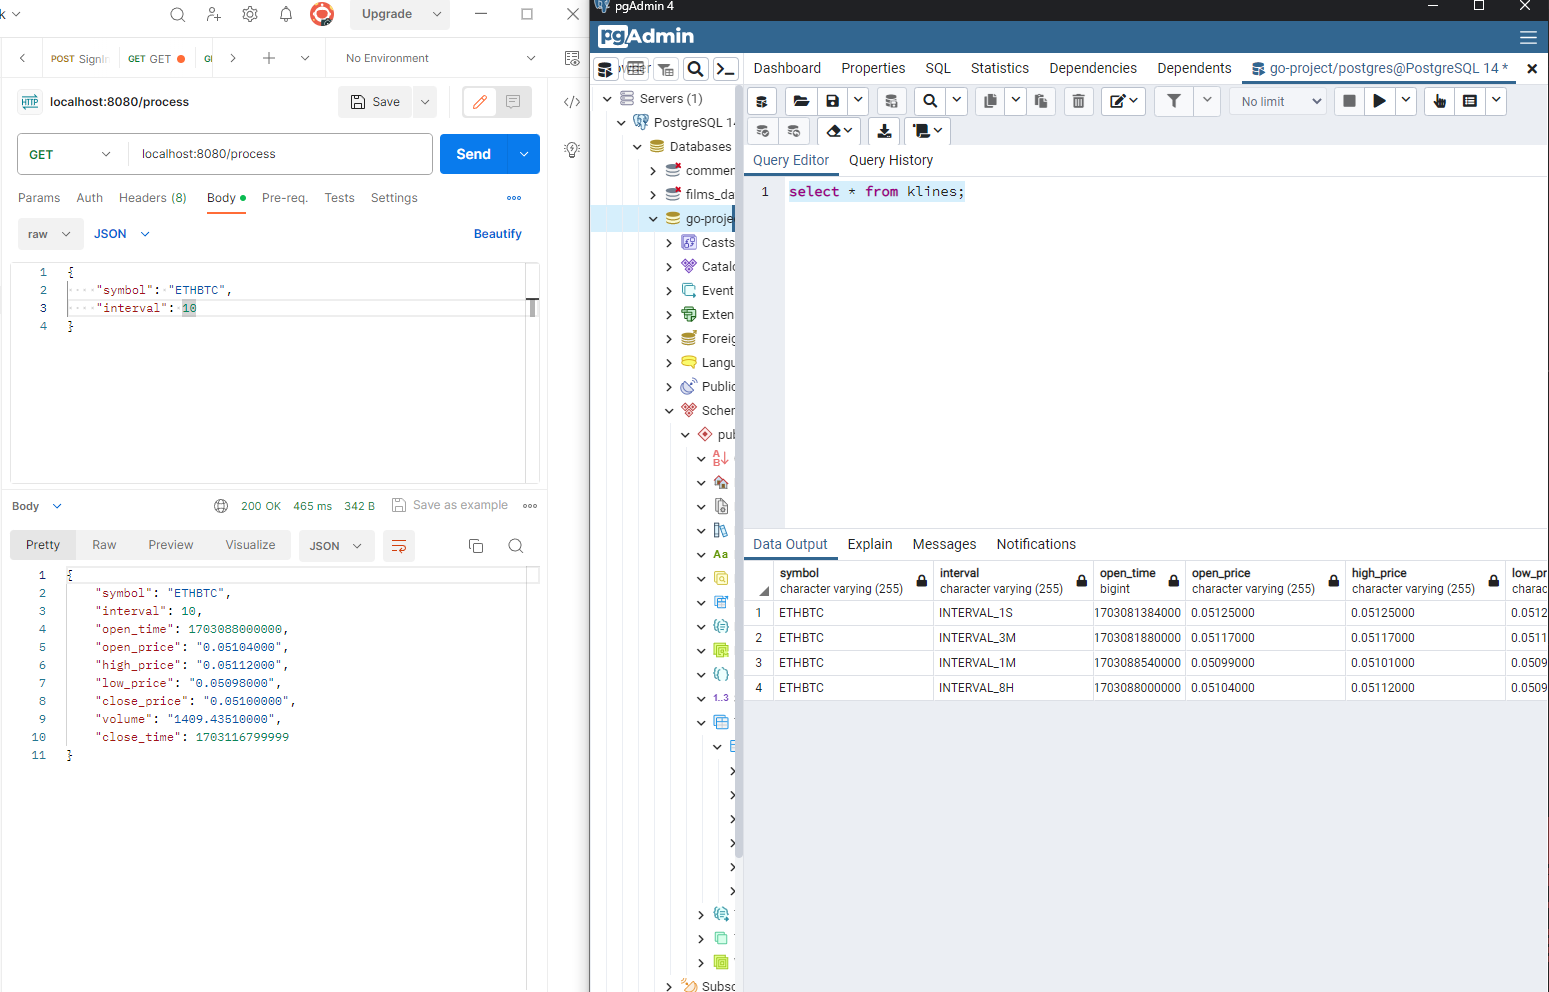 k
Upgrade
POST SignIn
GET GET
No Environment
HTTP
localhost:8080/process
Save
GET
localhost:8080/process
Send
Params Auth Headers (8) Body Pre-req. Tests Settings
raw JSON Beautify
1 {
2 "symbol": "ETHBTC",
3 "interval": 10
4 }
Body 200 OK 465 ms 342 B Save as example
Pretty Raw Preview Visualize JSON
1 {
2 "symbol": "ETHBTC",
3 "interval": 10,
4 "open_time": 1703088000000,
5 "open_price": "0.05104000",
6 "high_price": "0.05112000",
7 "low_price": "0.05098000",
8 "close_price": "0.05100000",
9 "volume": "1409.43510000",
10 "close_time": 1703116799999
11 }
pgAdmin 4
pgAdmin
Dashboard Properties SQL Statistics Dependencies Dependents go-project/postgres@PostgreSQL 14 *
No limit
Servers (1)
PostgreSQL 14
Databases
commen
films_da
go-proje
Casts
Catalo
Event
Exten
Foreig
Langu
Public
Schem
pub
Aa
1..3
Subsc
Query Editor Query History
1 select * from klines;
Data Output Explain Messages Notifications
symbol interval open_time open_price high_price low_pr
character varying (255) character varying (255) bigint character varying (255) character varying (255) charac
1 ETHBTC INTERVAL_1S 1703081384000 0.05125000 0.05125000 0.0512
2 ETHBTC INTERVAL_3M 1703081880000 0.05117000 0.05117000 0.0511
3 ETHBTC INTERVAL_1M 1703088540000 0.05099000 0.05101000 0.0509
4 ETHBTC INTERVAL_8H 1703088000000 0.05104000 0.05112000 0.0509